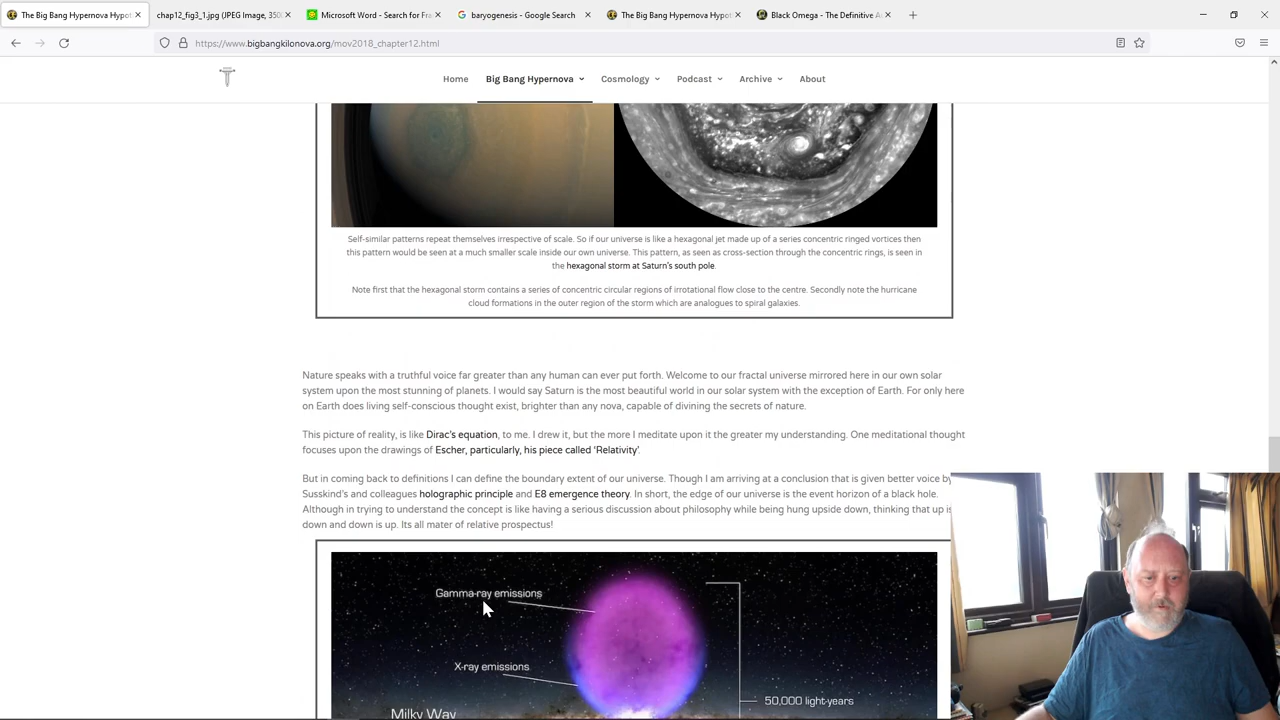 The Big Bang Hypernova Hypot
chap12_fig3_1.jpg (JPEG Image, 350
Microsoft Word - Search for Fra
baryogenesis - Google Search
The Big Bang Hypernova Hypot
Black Omega - The Definitive A
https://www.bigbangkilonova.org/mov2018_chapter12.html
Home
Big Bang Hypernova
Cosmology
Podcast
Archive
About
Self-similar patterns repeat themselves irrespective of scale. So if our universe is like a hexagonal jet made up of a series concentric ringed vortices then
this pattern would be seen at a much smaller scale inside our own universe. This pattern, as seen as cross-section through the concentric rings, is seen in
the hexagonal storm at Saturn's south pole.
Note first that the hexagonal storm contains a series of concentric circular regions of irrotational flow close to the centre. Secondly note the hurricane
cloud formations in the outer region of the storm which are analogues to spiral galaxies.
Nature speaks with a truthful voice far greater than any human can ever put forth. Welcome to our fractal universe mirrored here in our own solar
system upon the most stunning of planets. I would say Saturn is the most beautiful world in our solar system with the exception of Earth. For only here
on Earth does living self-conscious thought exist, brighter than any nova, capable of divining the secrets of nature.
This picture of reality, is like Dirac's equation, to me. I drew it, but the more I meditate upon it the greater my understanding. One meditational thought
focuses upon the drawings of Escher, particularly, his piece called 'Relativity'.
But in coming back to definitions I can define the boundary extent of our universe. Though I am arriving at a conclusion that is given better voice by
Susskind's and colleagues holographic principle and E8 emergence theory. In short, the edge of our universe is the event horizon of a black hole.
Although in trying to understand the concept is like having a serious discussion about philosophy while being hung upside down, thinking that up is
down and down is up. Its all mater of relative prospectus!
Gamma-ray emissions
X-ray emissions
50,000 light-years
Milky Way